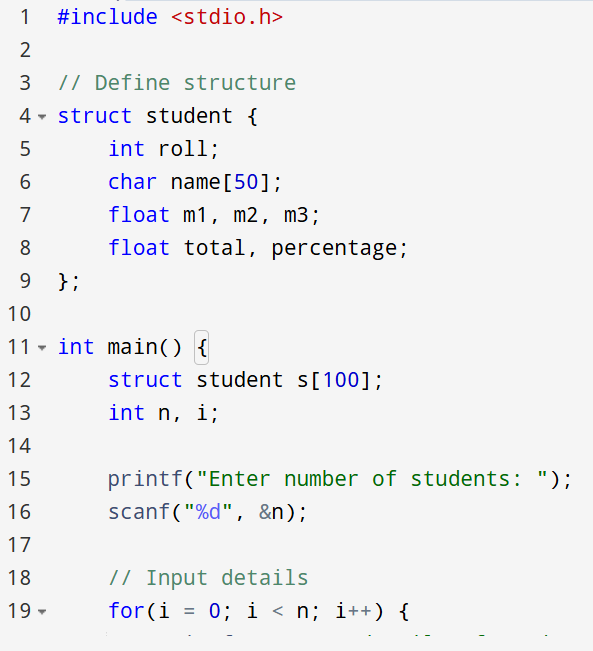 1 #include <stdio.h>
2
3 // Define structure
4 struct student {
5     int roll;
6     char name[50];
7     float m1, m2, m3;
8     float total, percentage;
9 };
10
11 int main() {
12     struct student s[100];
13     int n, i;
14
15     printf("Enter number of students: ");
16     scanf("%d", &n);
17
18     // Input details
19     for(i = 0; i < n; i++) {